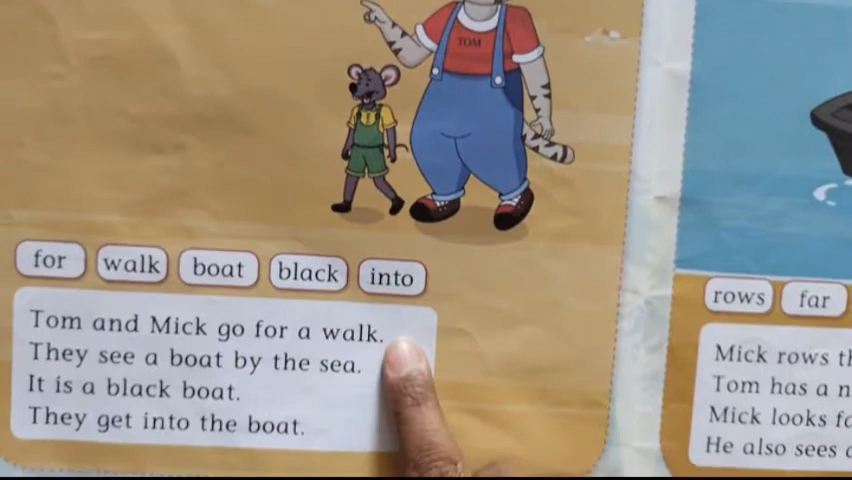 TOM
for walk boat black into
Tom and Mick go for a walk.
They see a boat by the sea.
It is a black boat.
They get into the boat.
rows far
Mick rows
Tom has a
Mick looks
He also sees